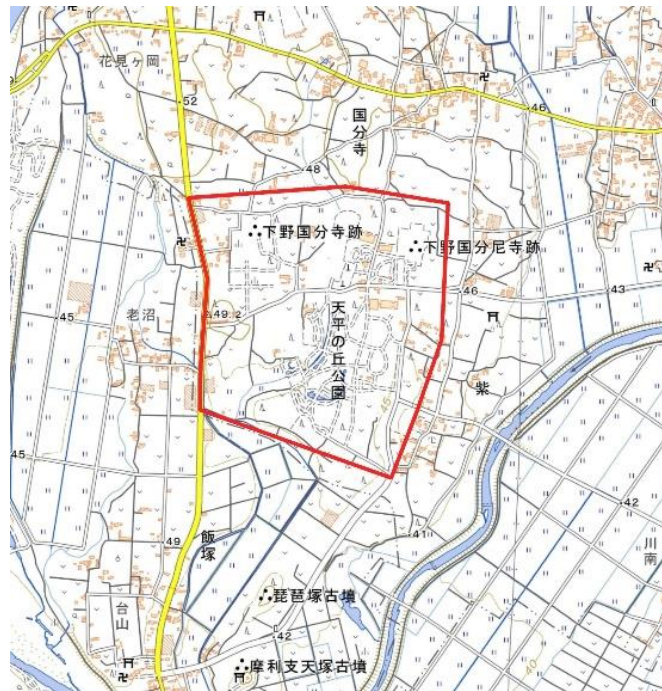 花見ヶ岡
52
46
国分寺
48
下野国分寺跡
下野国分尼寺跡
46
43
49.2
老沼
45
天平の丘公園
45
紫
45
42
49
飯塚
41
川南
琵琶塚古墳
台山
42
摩利支天塚古墳
40